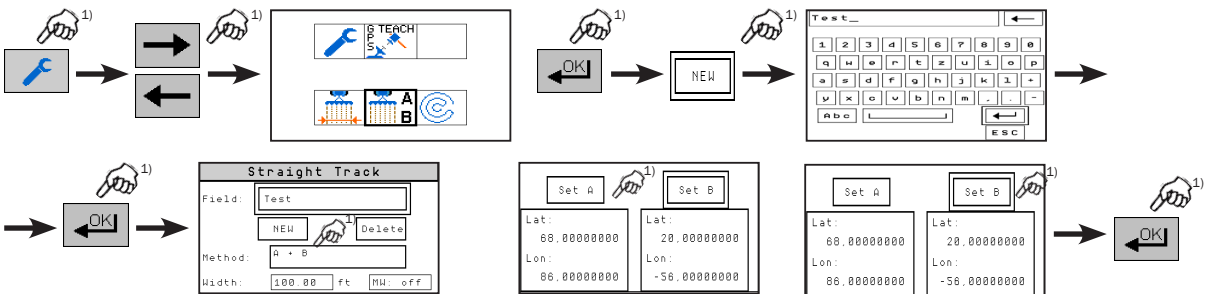 1)
1)
G TEACH
P
S
A
B
1)
OK
NEW
1)
Test_
1 2 3 4 5 6 7 8 9 0
q w e r t z u i o p
a s d f g h j k l +
y x c v b n m , . -
Abc
ESC
1)
OK
Straight Track
Field: Test
NEW 1) Delete
Method: A + B
Width: 100.00 ft MW: off
Set A 1) Set B
Lat: Lat:
68,00000000 20,00000000
Lon: Lon:
86,00000000 -56,00000000
Set A Set B 1)
Lat: Lat:
68,00000000 20,00000000
Lon: Lon:
86,00000000 -56,00000000
1)
OK